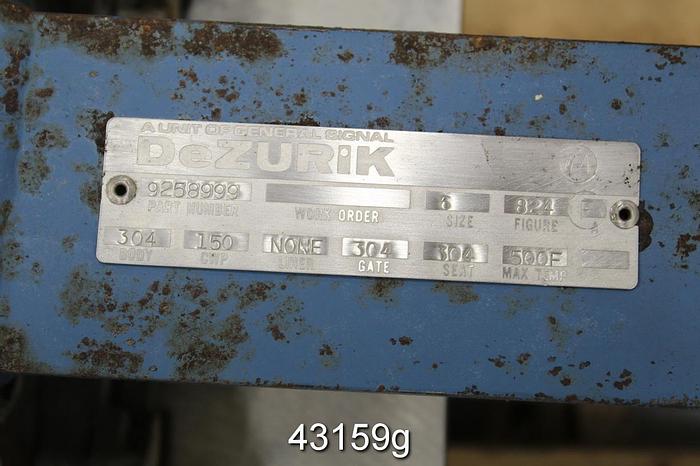 A UNIT OF GENERAL SIGNAL
DeZURIK
9258999 6 824
PART NUMBER WORK ORDER SIZE FIGURE
304 150 NONE 304 304 500F
BODY CWP LINER GATE SEAT MAX TEMP
43159g